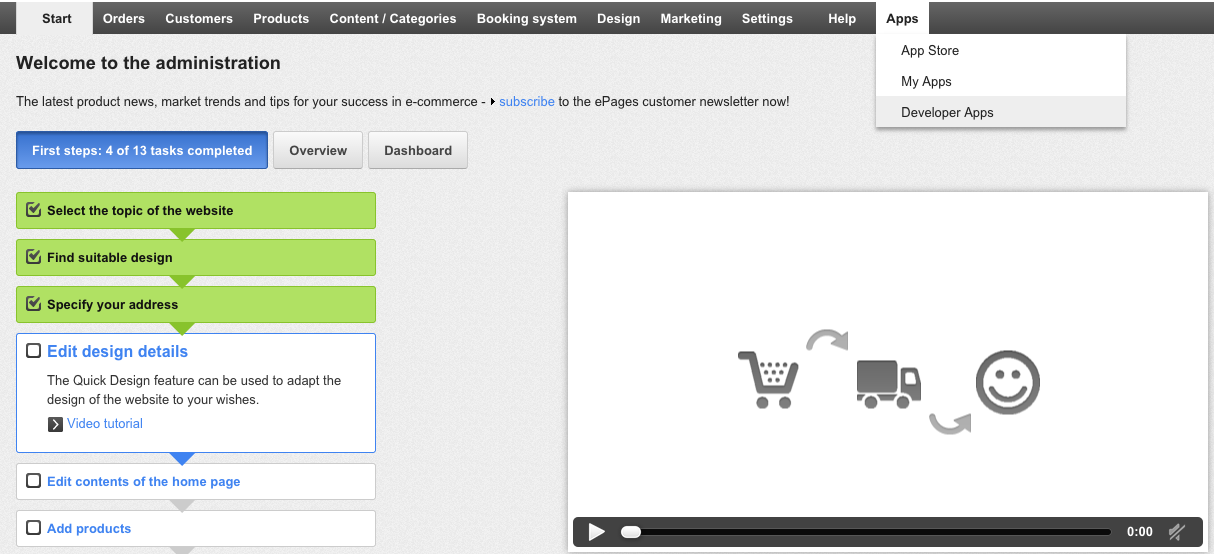 Start Orders Customers Products Content / Categories Booking system Design Marketing Settings Help Apps
App Store
My Apps
Developer Apps
Welcome to the administration
The latest product news, market trends and tips for your success in e-commerce - subscribe to the ePages customer newsletter now!
First steps: 4 of 13 tasks completed Overview Dashboard
Select the topic of the website
Find suitable design
Specify your address
Edit design details
The Quick Design feature can be used to adapt the
design of the website to your wishes.
Video tutorial
Edit contents of the home page
Add products
0:00